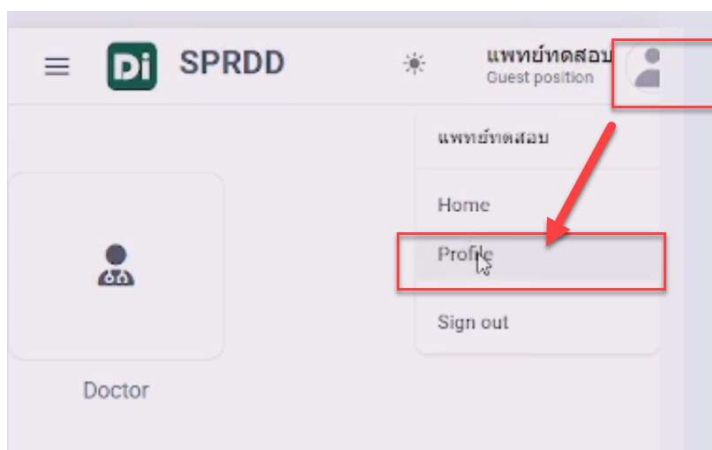 Di SPRDD
แพทย์ทดสอบ
Guest position
แพทย์ทดสอบ
Home
Profile
Sign out
Doctor